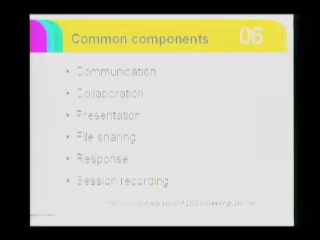 Common components 06
• Communication
• Collaboration
• Presentation
• File sharing
• Response
• Session recording